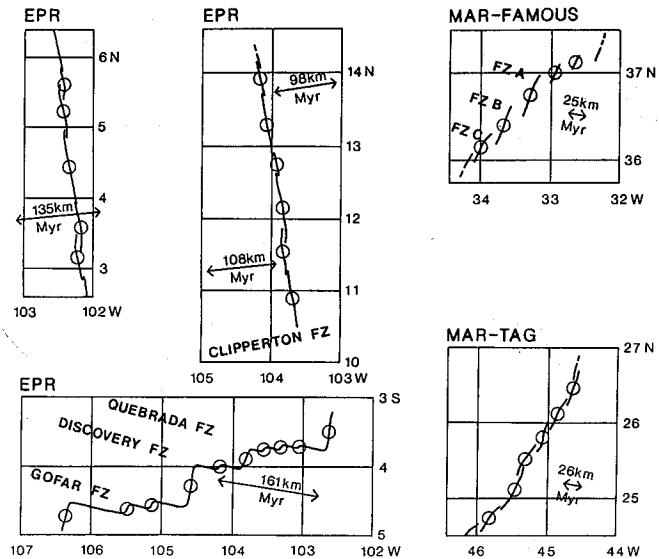 EPR
6 N
5
4
3
135km
Myr
103
102 W
EPR
14 N
13
12
11
10
98km
Myr
108km
Myr
CLIPPERTON FZ
105
104
103 W
MAR-FAMOUS
37 N
36
FZ A
FZ B
FZ C
25km
Myr
34
33
32 W
EPR
3 S
4
5
QUEBRADA FZ
DISCOVERY FZ
GOFAR FZ
161km
Myr
107
106
105
104
103
102 W
MAR-TAG
27 N
26
25
26km
Myr
46
45
44 W